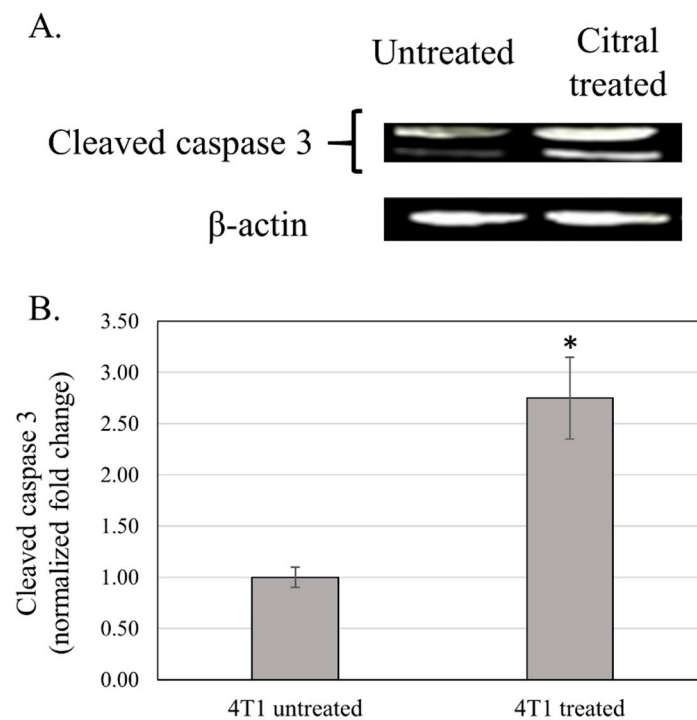 A.
Untreated
Citral
treated
Cleaved caspase 3
β-actin
B.
Cleaved caspase 3
(normalized fold change)
3.50
3.00
2.50
2.00
1.50
1.00
0.50
0.00
*
4T1 untreated
4T1 treated